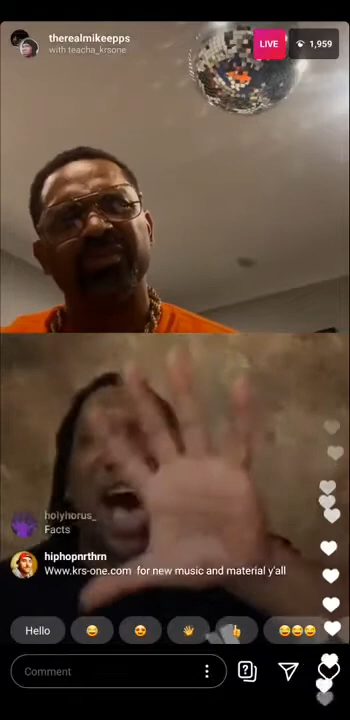 therealmikeepps
with teacha_krsone
LIVE
1,959
holyhorus_
Facts
hiphopnrthrn
Www.krs-one.com for new music and material y'all
Hello
Comment